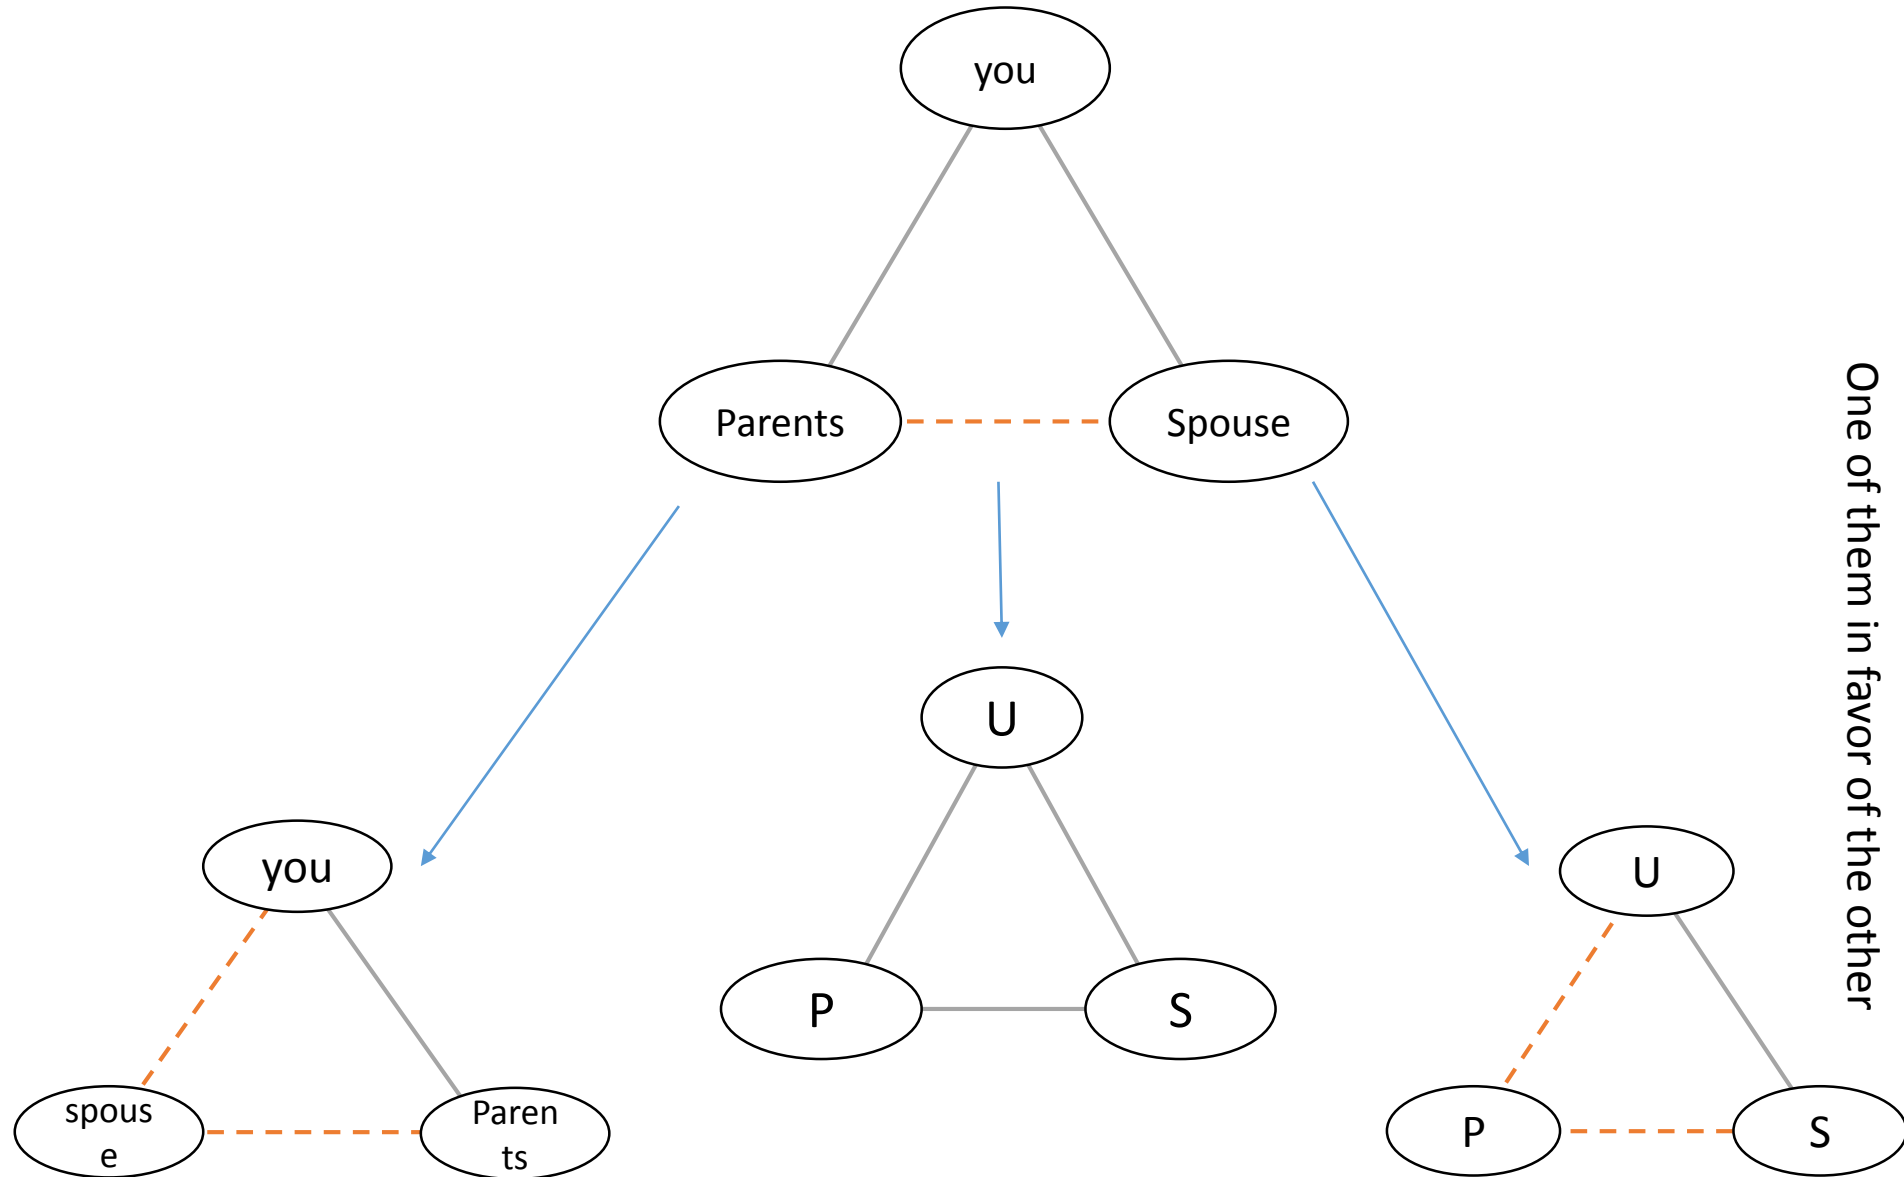 you
Parents
Spouse
One of them in favor of the other
U
P
S
you
spous
e
Paren
ts
U
P
S